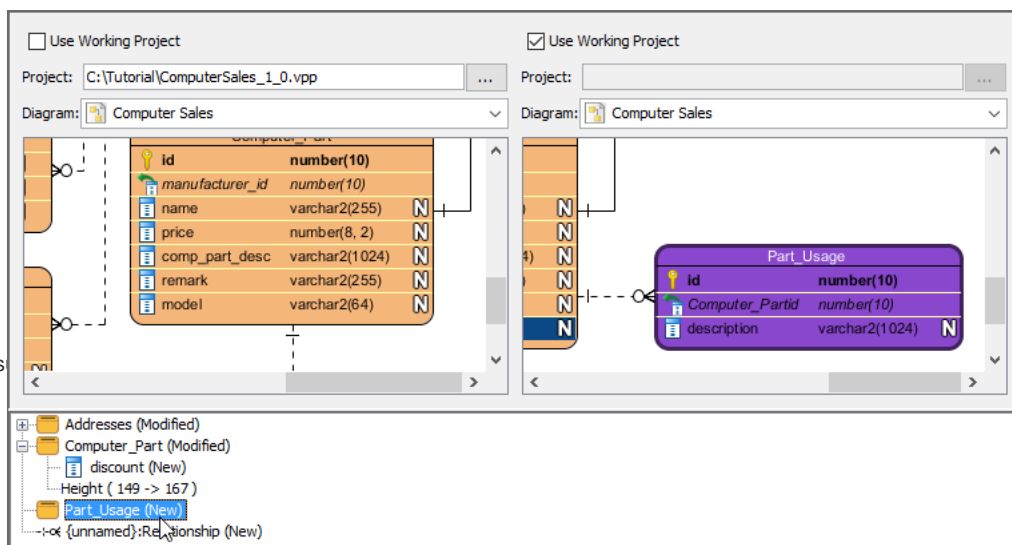 Use Working Project
Project: C:\Tutorial\ComputerSales_1_0.vpp ...
Diagram: Computer Sales
id number(10)
manufacturer_id number(10)
name varchar2(255) N
price number(8, 2) N
comp_part_desc varchar2(1024) N
remark varchar2(255) N
model varchar2(64) N
Use Working Project
Project: ...
Diagram: Computer Sales
) N
N
4) N
) N
N
Part_Usage
id number(10)
Computer_Partid number(10)
description varchar2(1024) N
Addresses (Modified)
Computer_Part (Modified)
discount (New)
Height ( 149 -> 167 )
Part_Usage (New)
{unnamed}:Relationship (New)